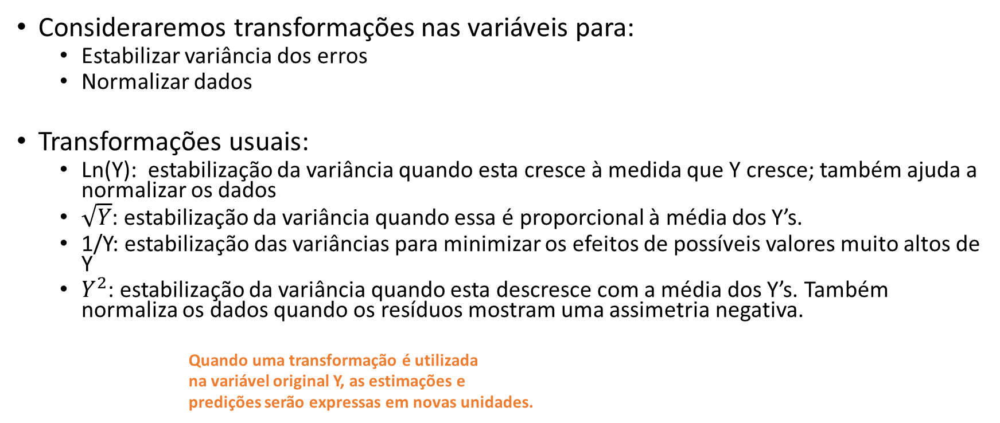 • Consideraremos transformações nas variáveis para:
• Estabilizar variância dos erros
• Normalizar dados
• Transformações usuais:
• Ln(Y):  estabilização da variância quando esta cresce à medida que Y cresce; também ajuda a
normalizar os dados
• √Y: estabilização da variância quando essa é proporcional à média dos Y’s.
• 1/Y: estabilização das variâncias para minimizar os efeitos de possíveis valores muito altos de
Y
• Y²: estabilização da variância quando esta descresce com a média dos Y’s. Também
normaliza os dados quando os resíduos mostram uma assimetria negativa.
Quando uma transformação é utilizada
na variável original Y, as estimações e
predições serão expressas em novas unidades.